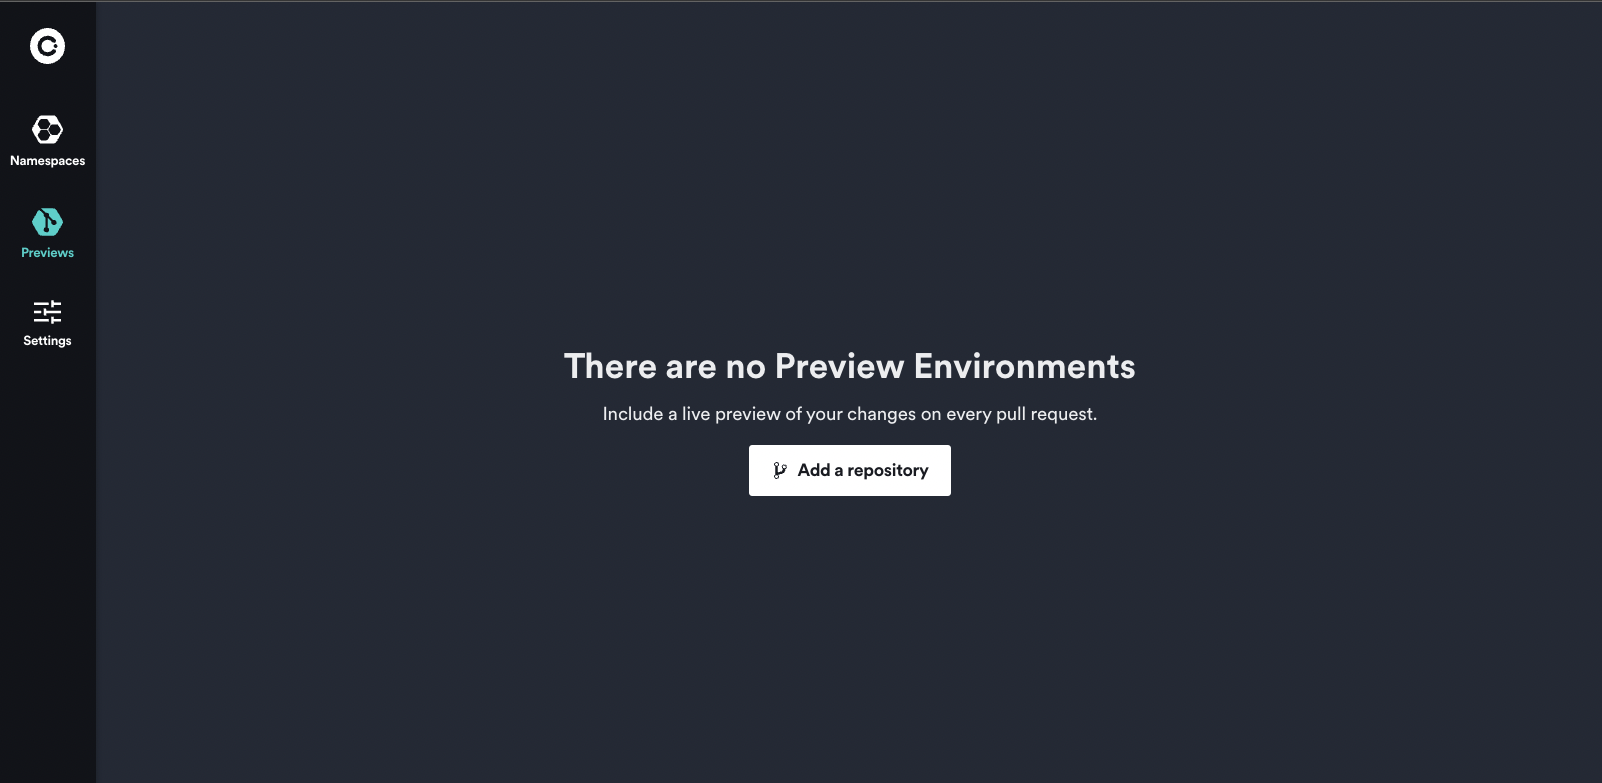 Namespaces
Previews
Settings
There are no Preview Environments
Include a live preview of your changes on every pull request.
Add a repository